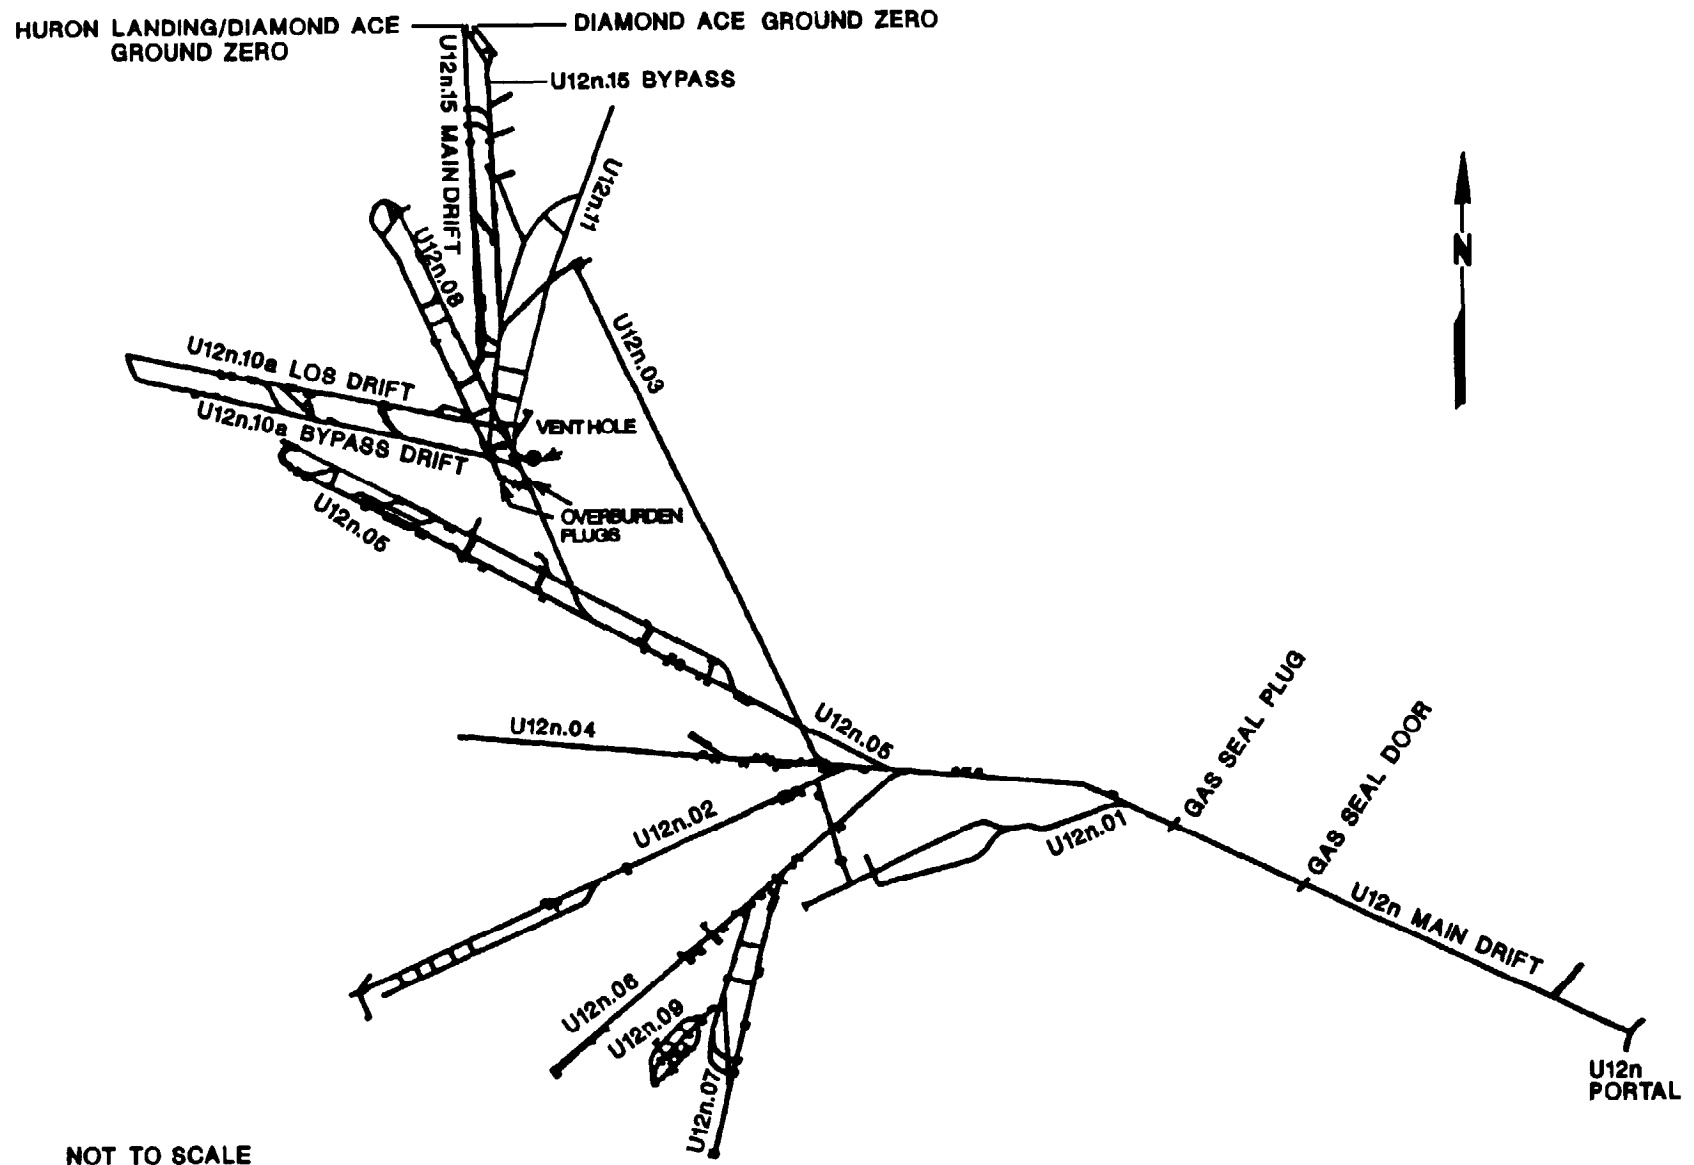 HURON LANDING/DIAMOND ACE
GROUND ZERO
DIAMOND ACE GROUND ZERO
U12n.15 BYPASS
U12n.15 MAIN DRIFT
U12n.11
U12n.08
N
U12n.03
U12n.10a LOS DRIFT
U12n.10a BYPASS DRIFT
VENT HOLE
OVERBURDEN
PLUGS
U12n.05
U12n.04
U12n.05
GAS SEAL PLUG
GAS SEAL DOOR
U12n.02
U12n.01
U12n MAIN DRIFT
U12n.06
U12n.09
U12n.07
U12n
PORTAL
NOT TO SCALE